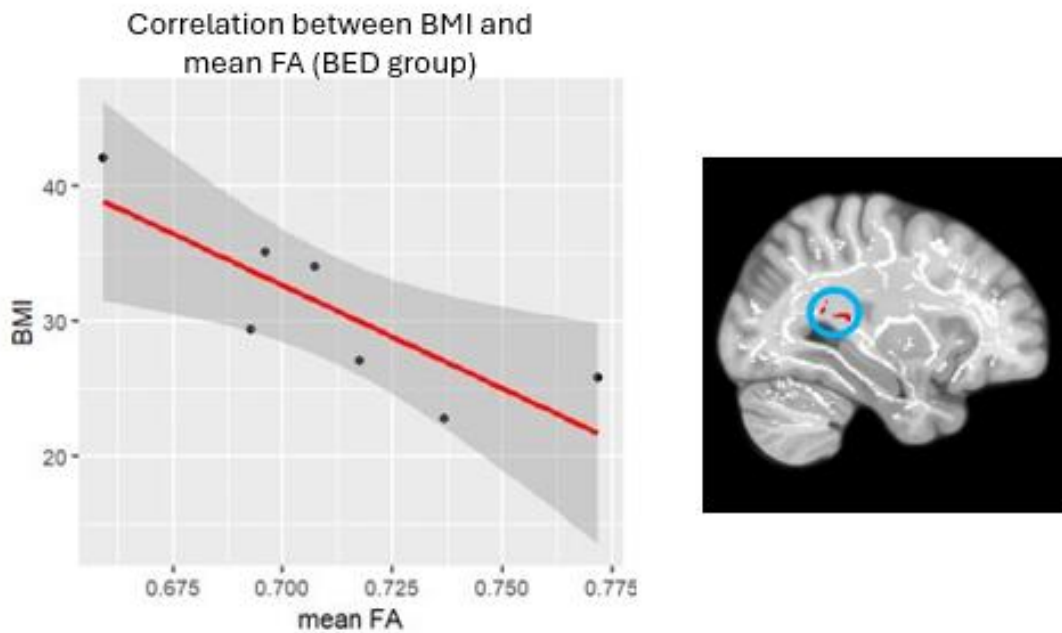 Correlation between BMI and
mean FA (BED group)
BMI
40
30
20
0.675 0.700 0.725 0.750 0.775
mean FA